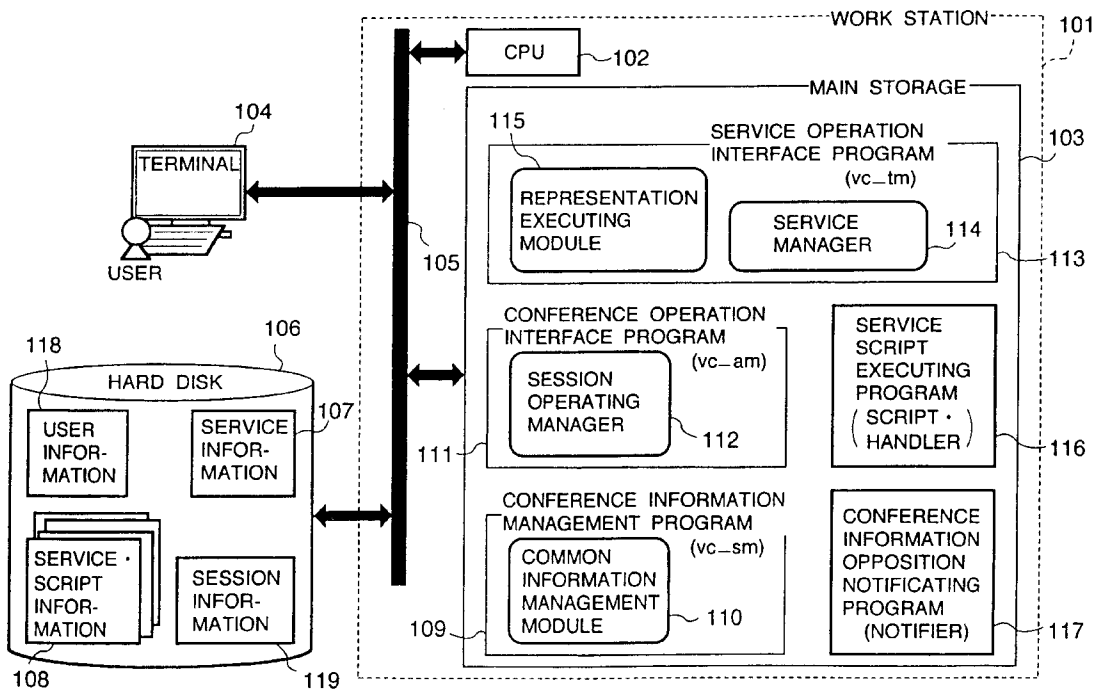 WORK STATION
101
CPU
102
MAIN STORAGE
103
104
TERMINAL
USER
105
SERVICE OPERATION
INTERFACE PROGRAM
(vc_tm)
115
REPRESENTATION
EXECUTING
MODULE
SERVICE
MANAGER
114
113
CONFERENCE OPERATION
INTERFACE PROGRAM
(vc_am)
SESSION
OPERATING
MANAGER
112
111
SERVICE
SCRIPT
EXECUTING
PROGRAM
( SCRIPT・
HANDLER )
116
CONFERENCE INFORMATION
MANAGEMENT PROGRAM
(vc_sm)
COMMON
INFORMATION
MANAGEMENT
MODULE
110
109
CONFERENCE
INFORMATION
OPPOSITION
NOTIFICATING
PROGRAM
(NOTIFIER)
117
106
118
HARD DISK
107
USER
INFOR-
MATION
SERVICE
INFOR-
MATION
SERVICE・
SCRIPT
INFOR-
MATION
108
SESSION
INFOR-
MATION
119